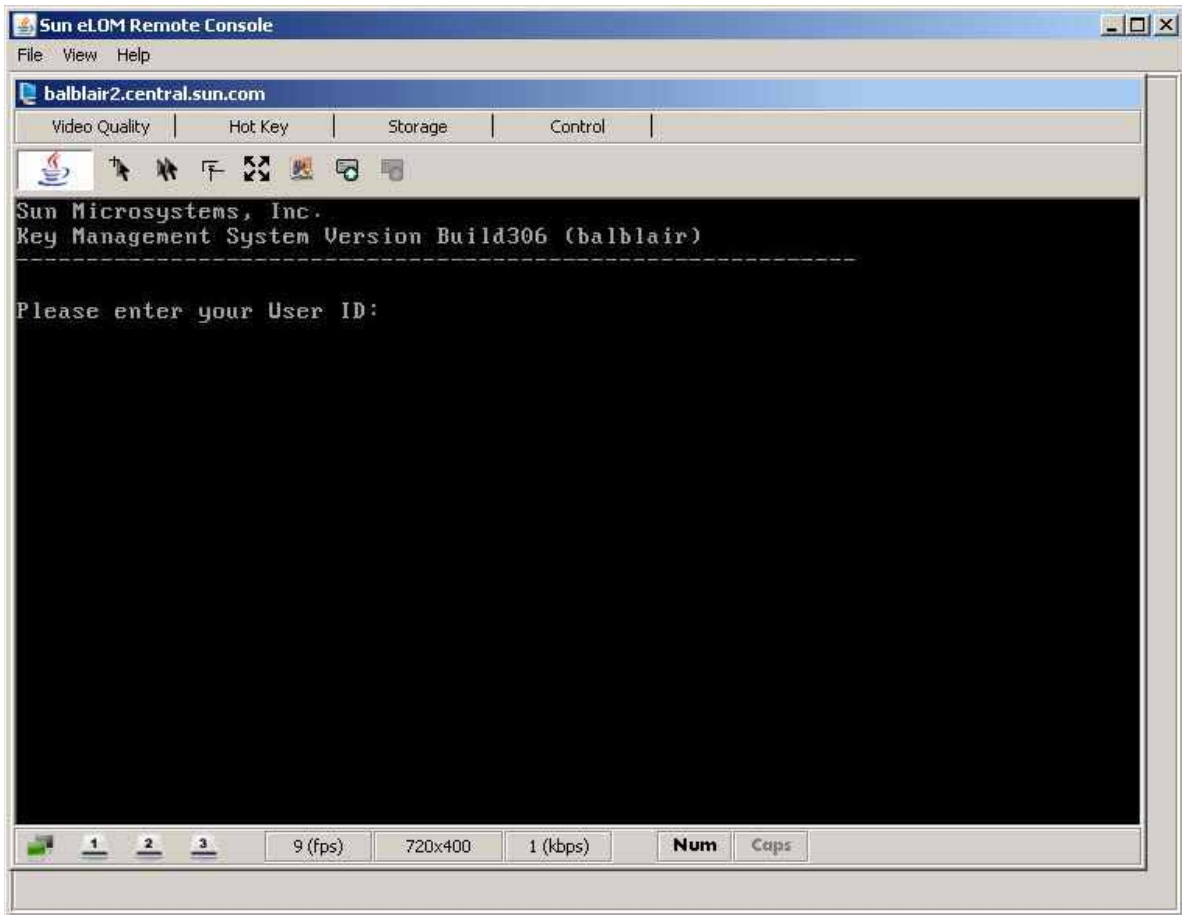 Sun eLOM Remote Console
File View Help
balblair2.central.sun.com
Video Quality | Hot Key | Storage | Control |
Sun Microsystems, Inc.
Key Management System Version Build306 (balblair)
------------------------------------------------------------
Please enter your User ID:
1 2 3 9 (fps) 720x400 1 (kbps) Num Caps